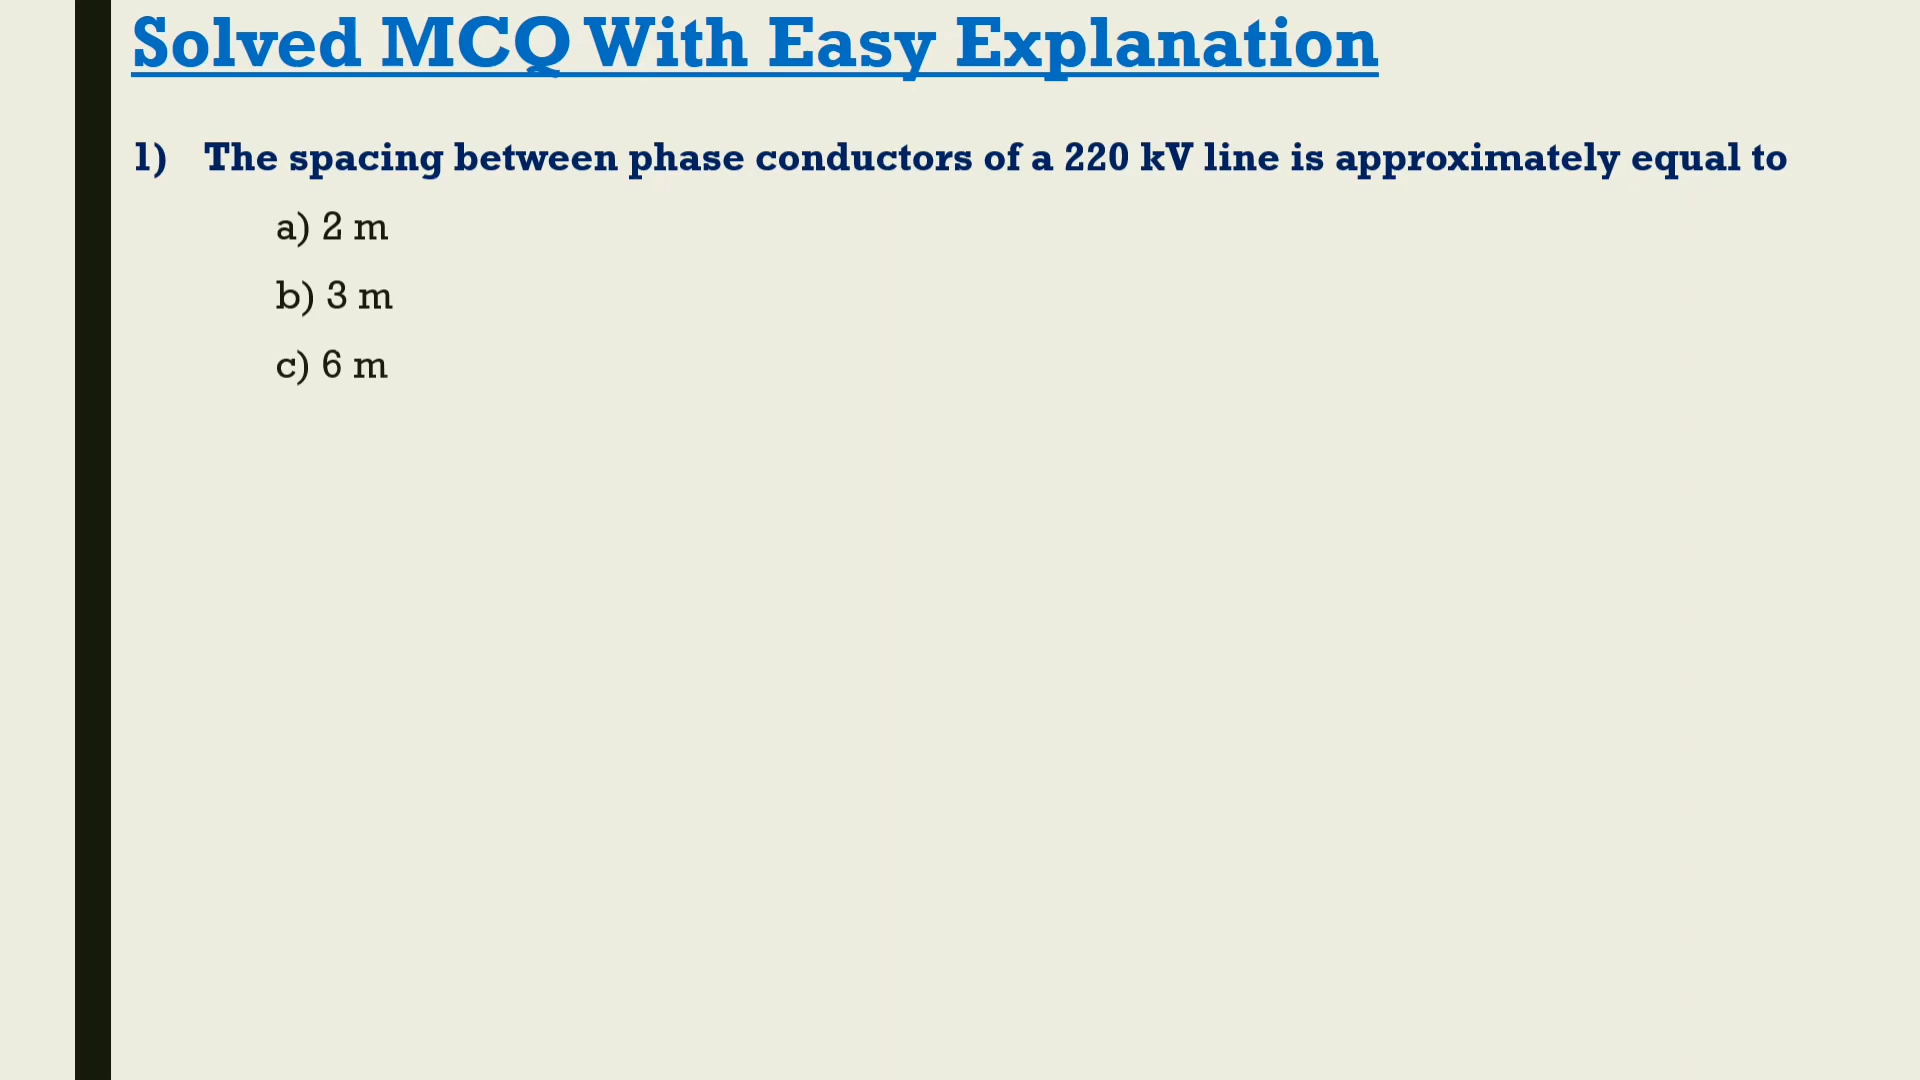 Solved MCQ With Easy Explanation
1) The spacing between phase conductors of a 220 kV line is approximately equal to
a) 2 m
b) 3 m
c) 6 m